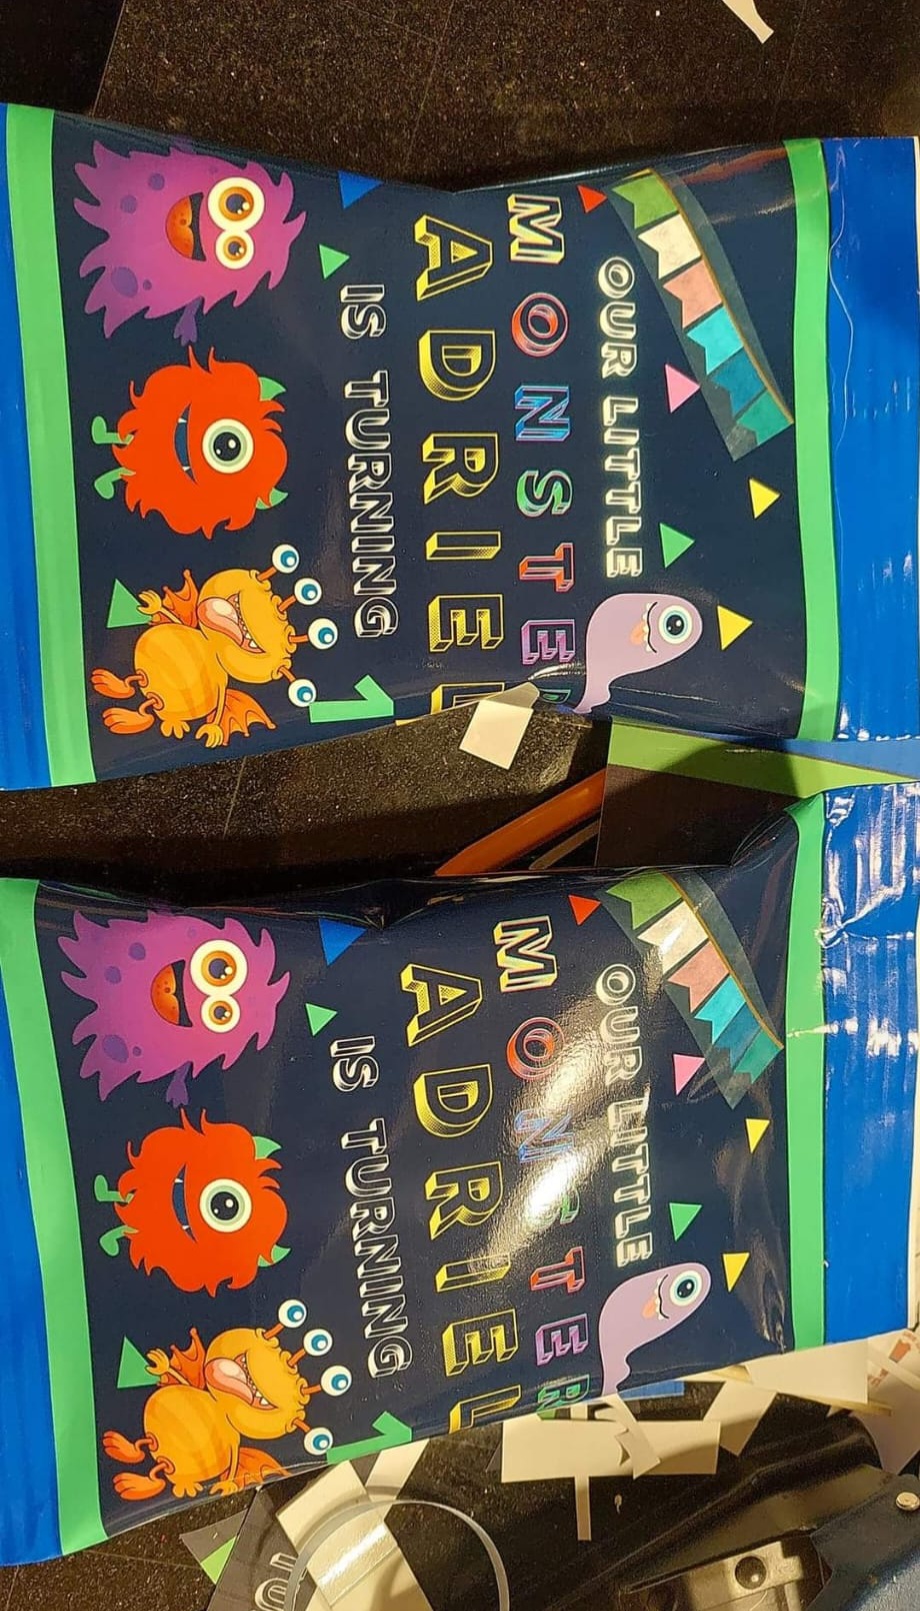 OUR LITTLE
MONSTER
ADRIEL
IS TURNING
1
OUR LITTLE
MONSTER
ADRIEL
IS TURNING
1